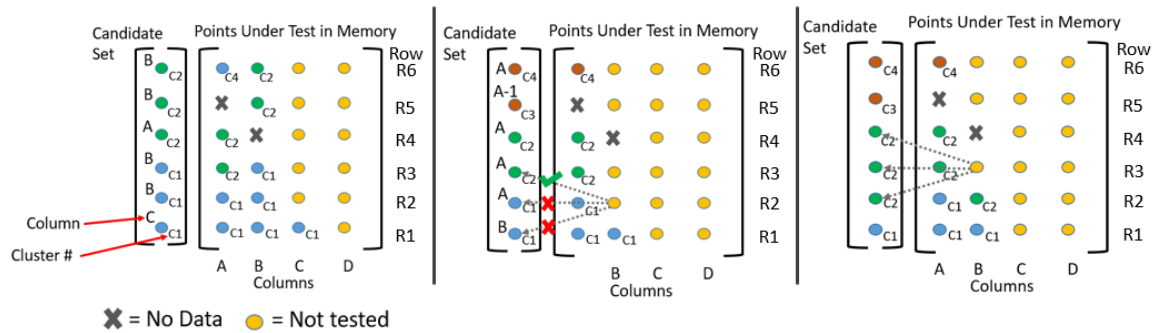 Candidate Set
Points Under Test in Memory
Row
B C2 C4 C2 R6
B C2 C2 R5
A C2 C2 R4
B C1 C2 C1 R3
B C1 C1 C1 R2
C C1 C1 C1 C1 R1
Column
Cluster #
A B C D
Columns
Candidate Set
Points Under Test in Memory
Row
A C4 C4 R6
A-1 C3 R5
A C2 C2 R4
A C2 C2 R3
A C1 C1 R2
B C1 C1 C1 R1
B C D
Columns
Candidate Set
Points Under Test in Memory
Row
C4 C4 R6
C3 R5
C2 C2 R4
C2 C2 R3
C2 C1 C2 R2
C1 C1 C1 R1
A B C D
Columns
= No Data = Not tested